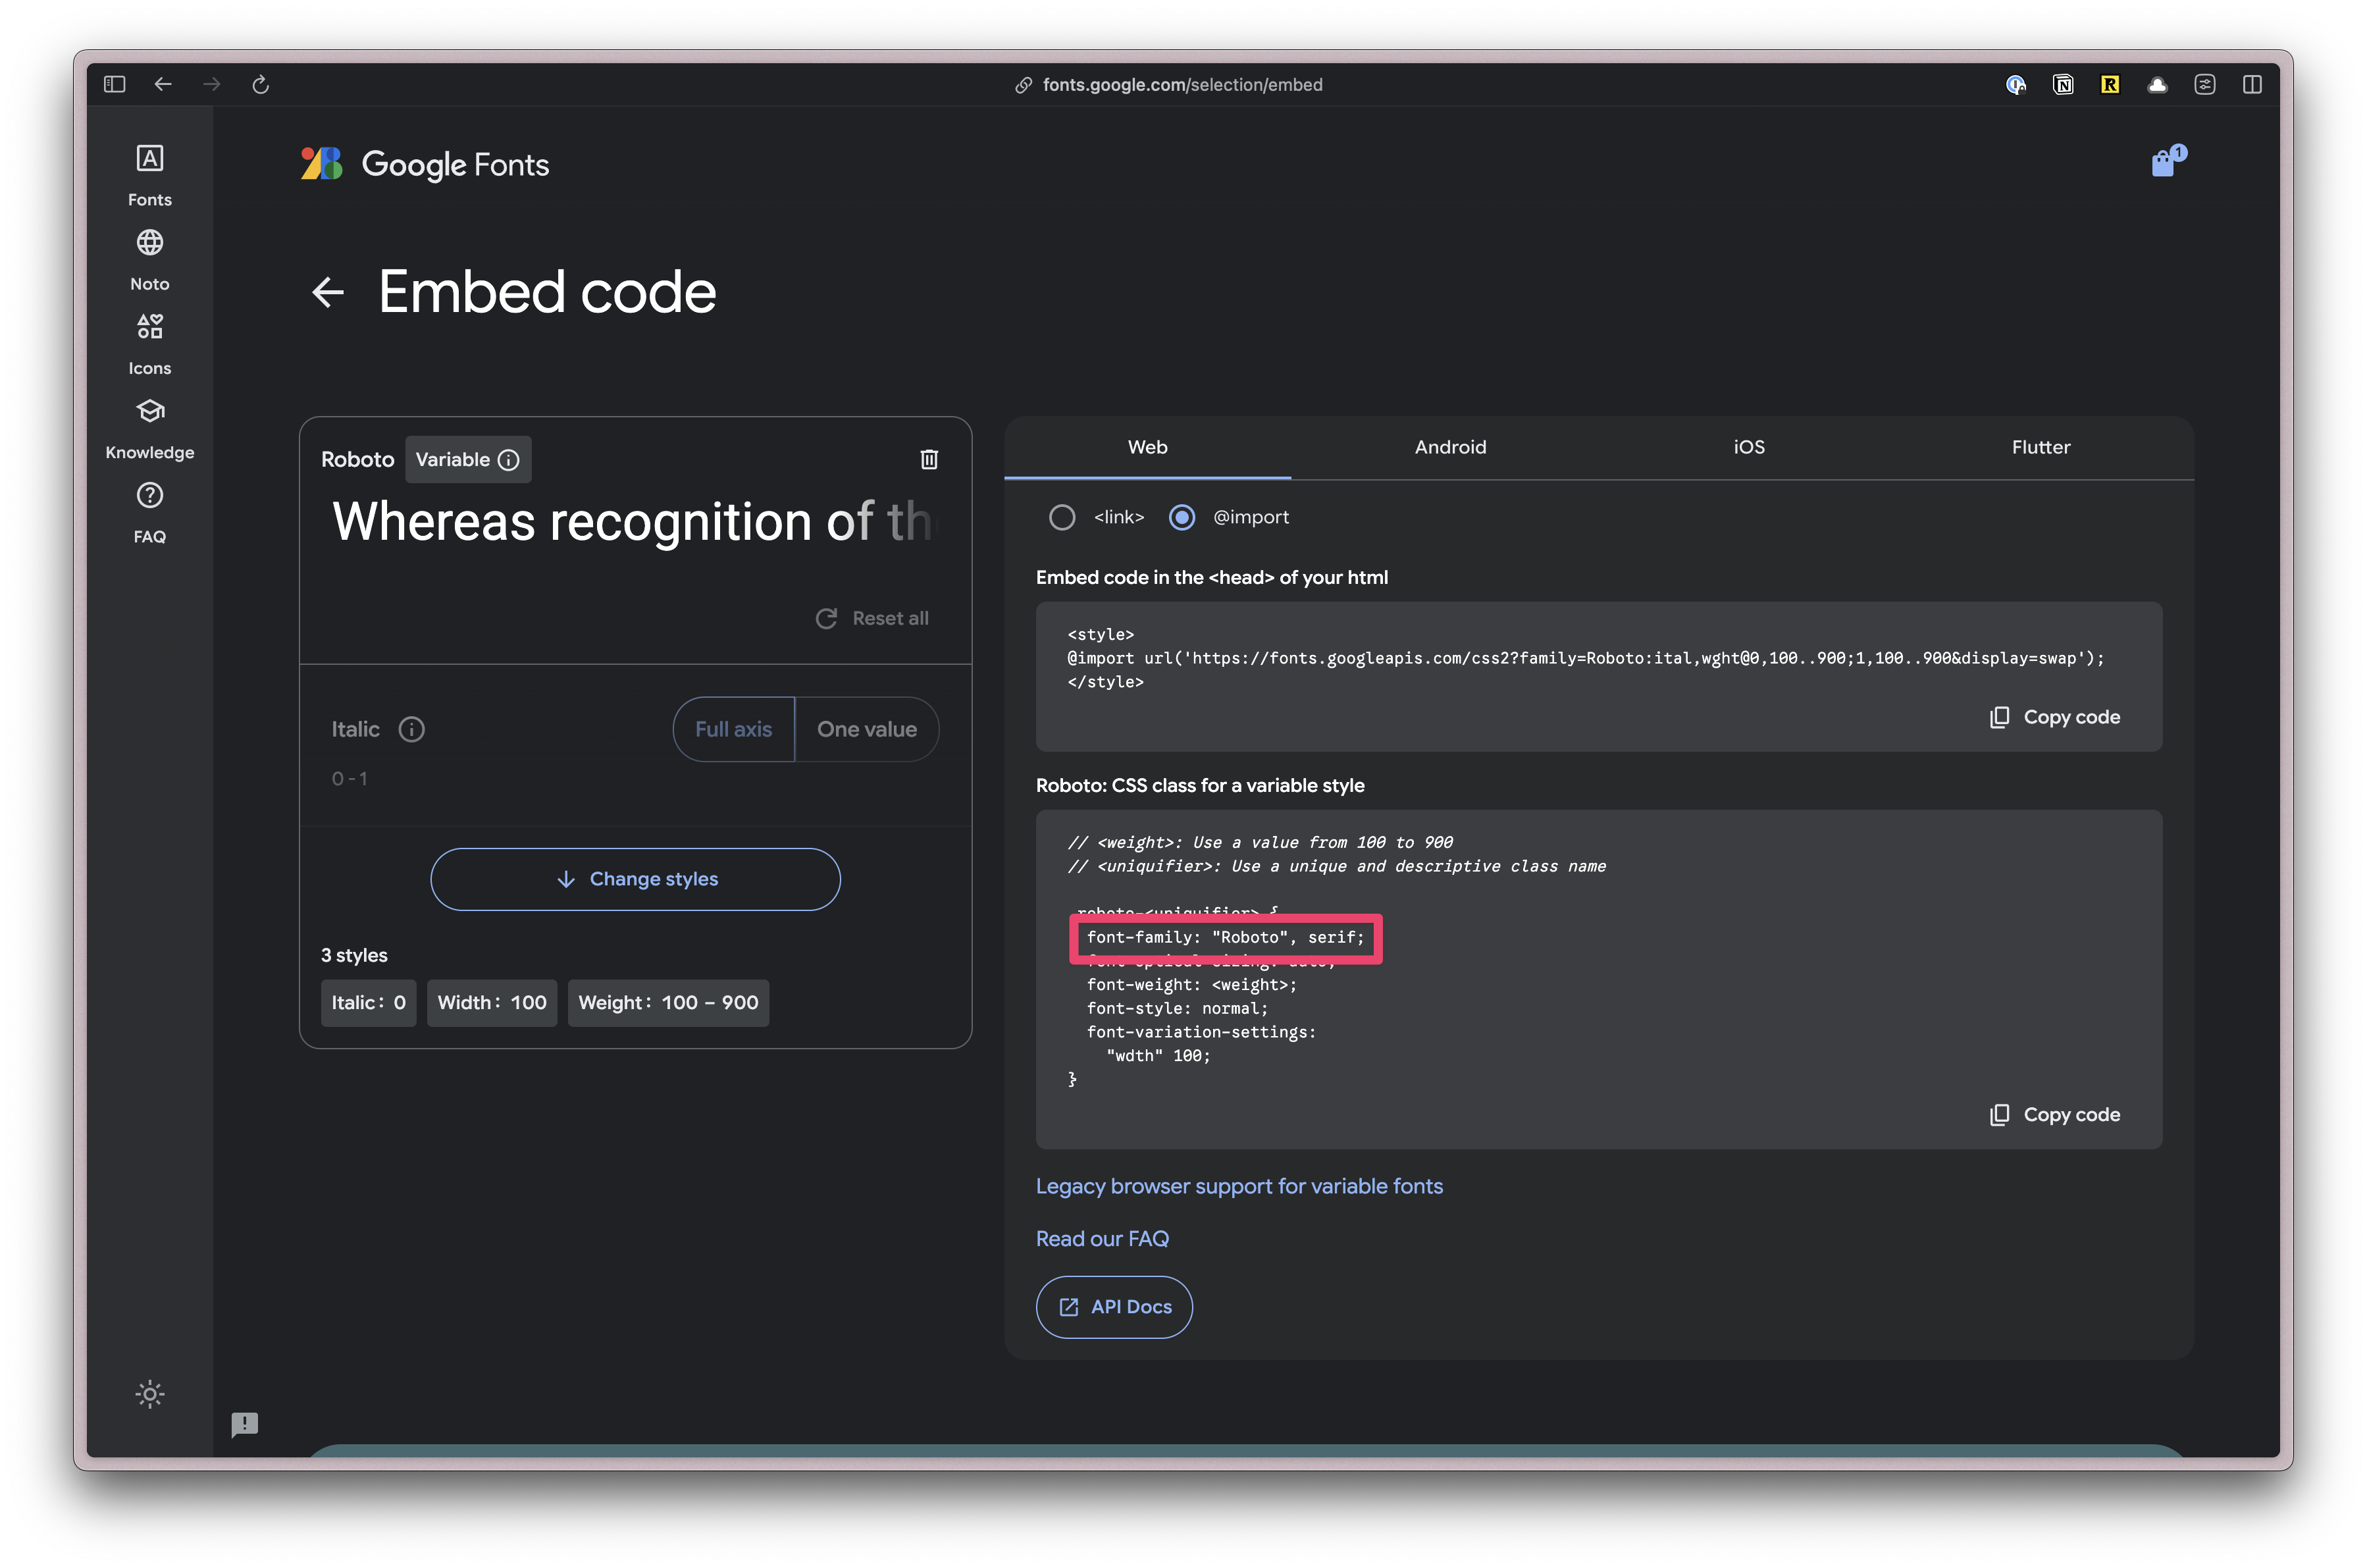 fonts.google.com/selection/embed
Fonts
Noto
Icons
Knowledge
FAQ
Google Fonts
1
Embed code
Roboto
Variable
Whereas recognition of th
Reset all
Italic
Full axis
One value
0 - 1
Change styles
3 styles
Italic: 0
Width: 100
Weight: 100 – 900
Web
Android
iOS
Flutter
<link>
@import
Embed code in the <head> of your html
<style>
@import url('https://fonts.googleapis.com/css2?family=Roboto:ital,wght@0,100..900;1,100..900&display=swap');
</style>
Copy code
Roboto: CSS class for a variable style
// <weight>: Use a value from 100 to 900
// <uniquifier>: Use a unique and descriptive class name
roboto-<uniquifier> {
font-family: "Roboto", serif;
font-optical-sizing: auto;
font-weight: <weight>;
font-style: normal;
font-variation-settings:
"wdth" 100;
}
Copy code
Legacy browser support for variable fonts
Read our FAQ
API Docs